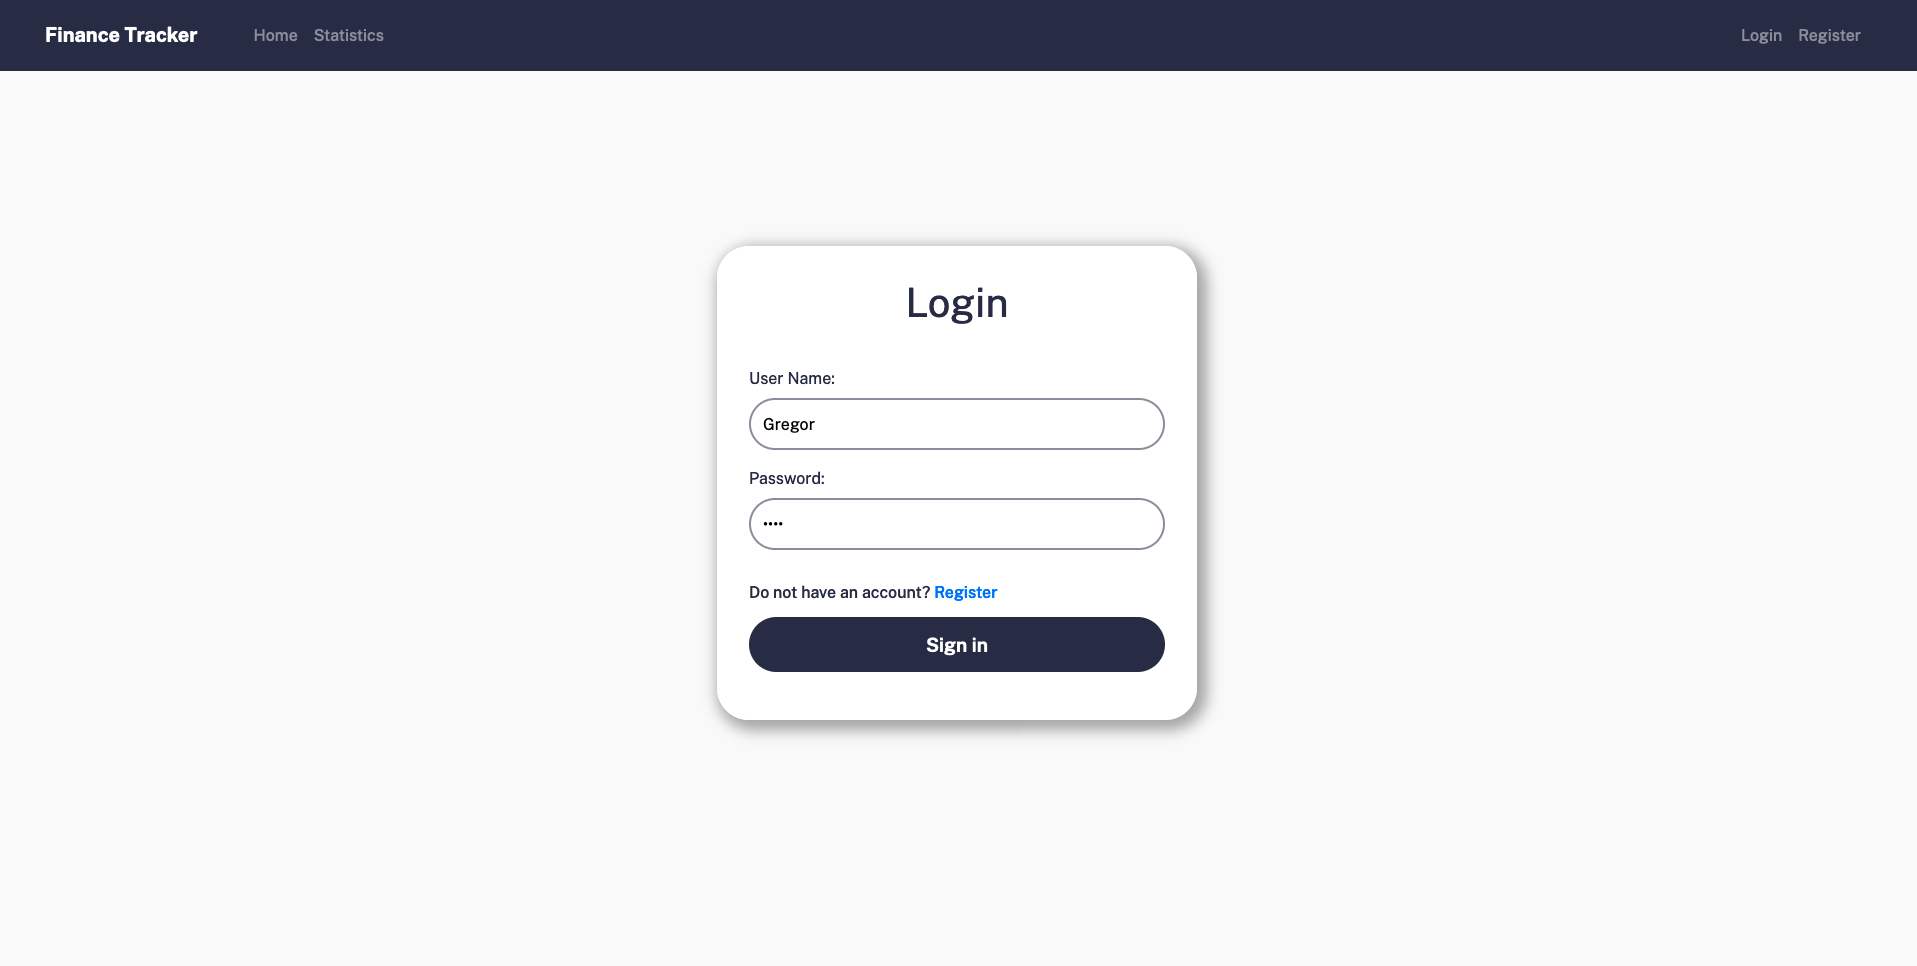 Finance Tracker Home Statistics Login Register
Login
User Name:
Gregor
Password:
••••
Do not have an account? Register
Sign in